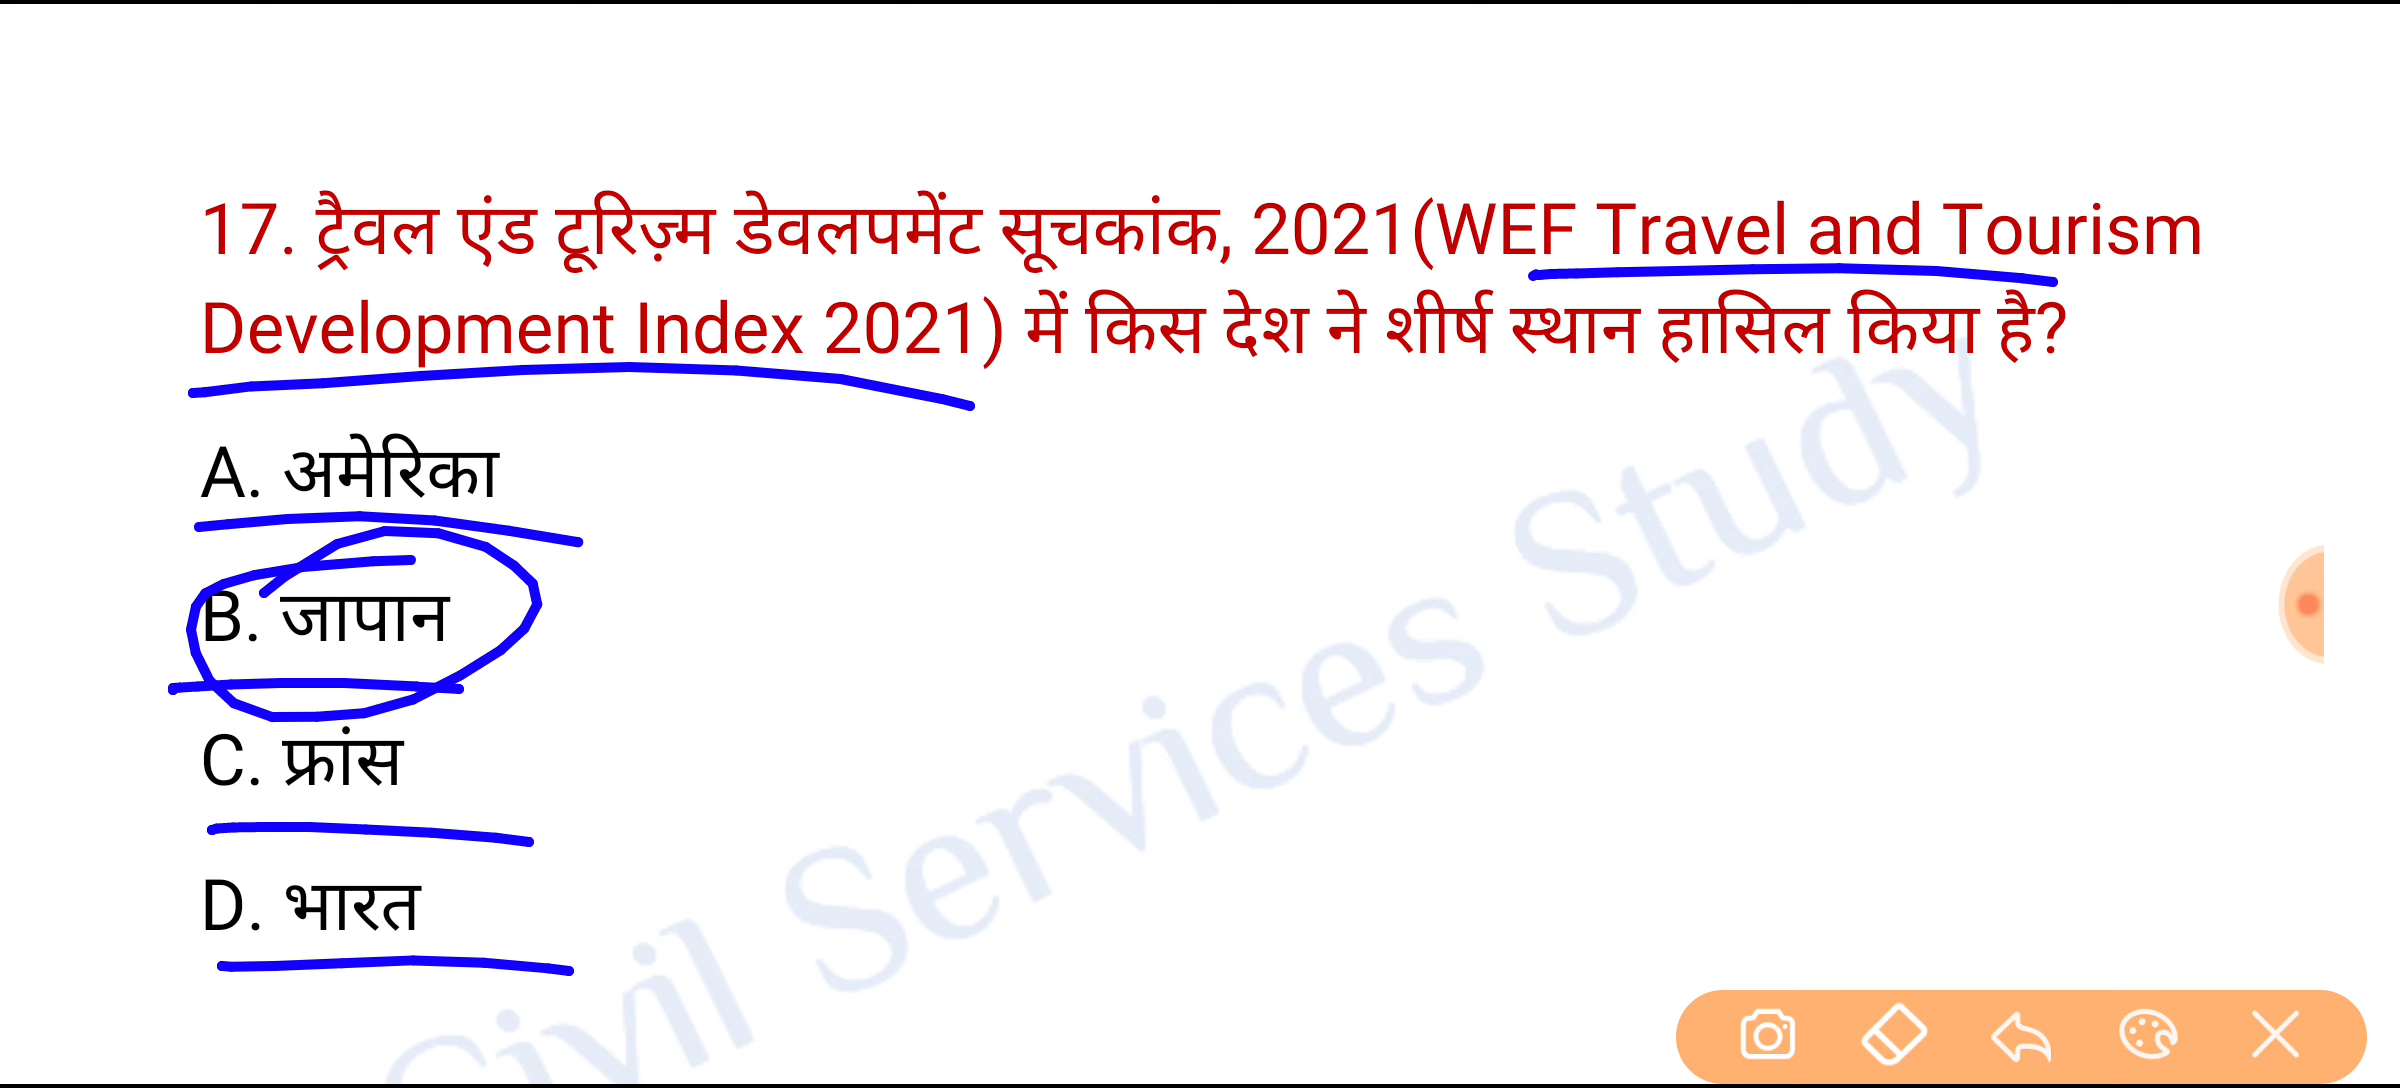 17. ट्रैवल एंड टूरिज़्म डेवलपमेंट सूचकांक, 2021(WEF Travel and Tourism
Development Index 2021) में किस देश ने शीर्ष स्थान हासिल किया है?
A. अमेरिका
B. जापान
C. फ्रांस
D. भारत
Civil Services Study